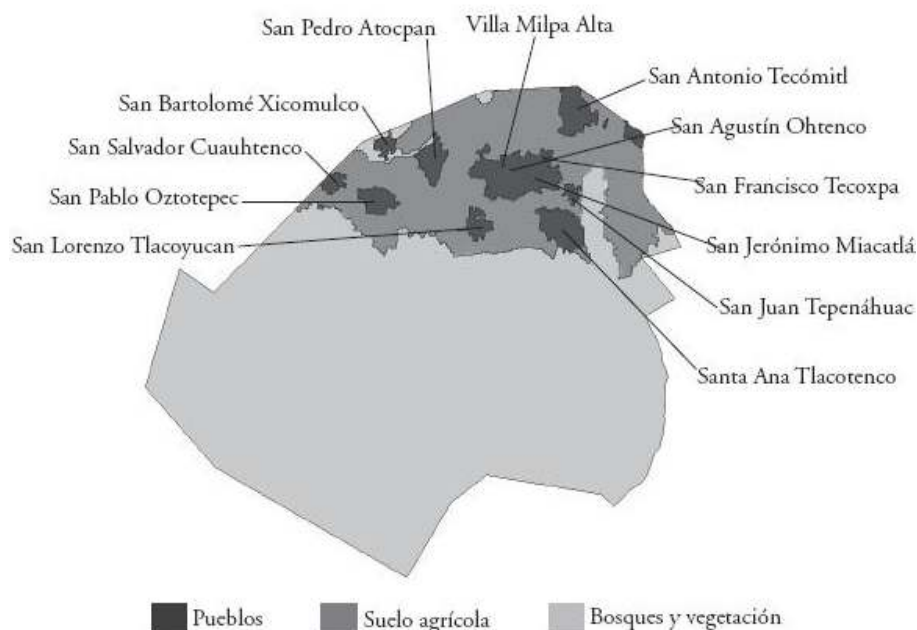 San Pedro Atocpan
Villa Milpa Alta
San Antonio Tecómitl
San Bartolomé Xicomulco
San Agustín Ohtenco
San Salvador Cuauhtenco
San Francisco Tecoxpa
San Pablo Oztotepec
San Lorenzo Tlacoyucan
San Jerónimo Miacatlá
San Juan Tepenáhuac
Santa Ana Tlacotenco
Pueblos
Suelo agrícola
Bosques y vegetación